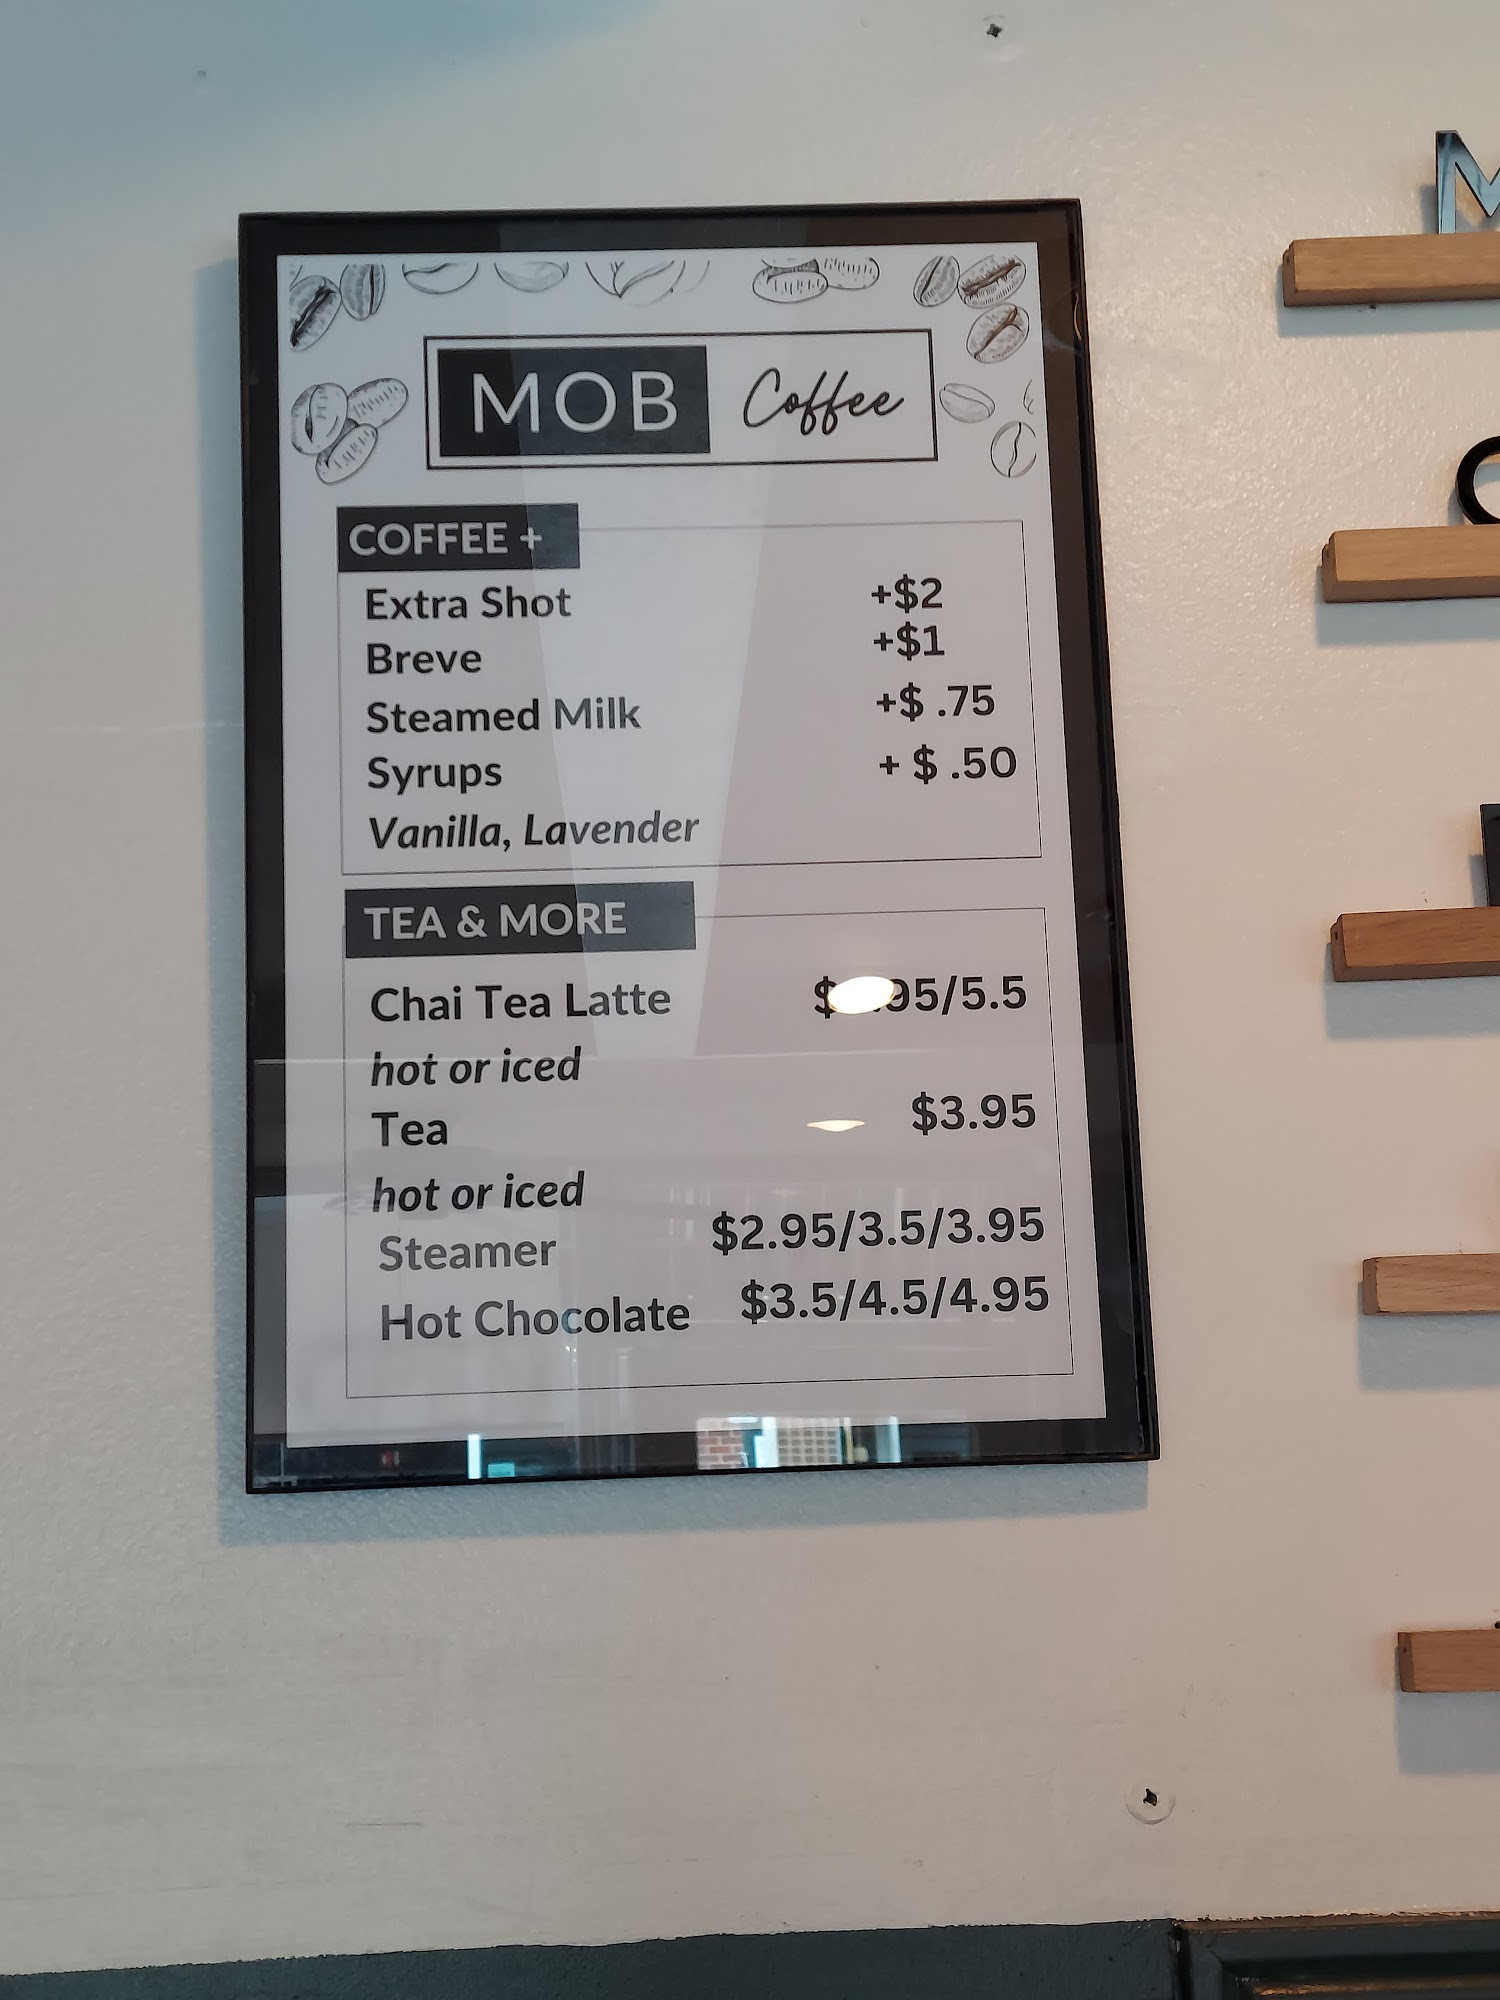 MOB Coffee
COFFEE +
Extra Shot +$2
Breve +$1
Steamed Milk +$ .75
Syrups + $ .50
Vanilla, Lavender
TEA & MORE
Chai Tea Latte
hot or iced
Tea $3.95
hot or iced
Steamer $2.95/3.5/3.95
Hot Chocolate $3.5/4.5/4.95